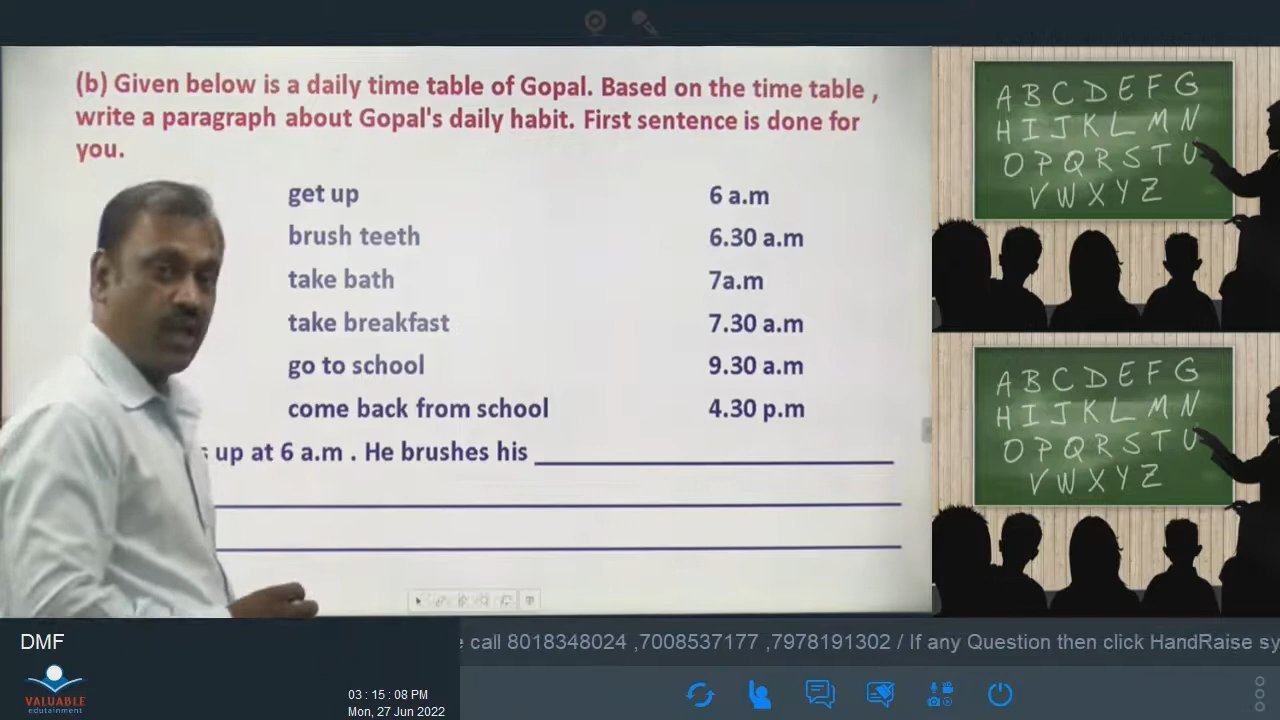 (b) Given below is a daily time table of Gopal. Based on the time table ,
write a paragraph about Gopal's daily habit. First sentence is done for
you.
get up 6 a.m
brush teeth 6.30 a.m
take bath 7a.m
take breakfast 7.30 a.m
go to school 9.30 a.m
come back from school 4.30 p.m
up at 6 a.m . He brushes his
A B C D E F G
H I J K L M N
O P Q R S T U
V W X Y Z
A B C D E F G
H I J K L M N
O P Q R S T U
V W X Y Z
DMF
call 8018348024 ,7008537177 ,7978191302 / If any Question then click HandRaise sy
VALUABLE
edutainment
03 : 15 : 08 PM
Mon, 27 Jun 2022